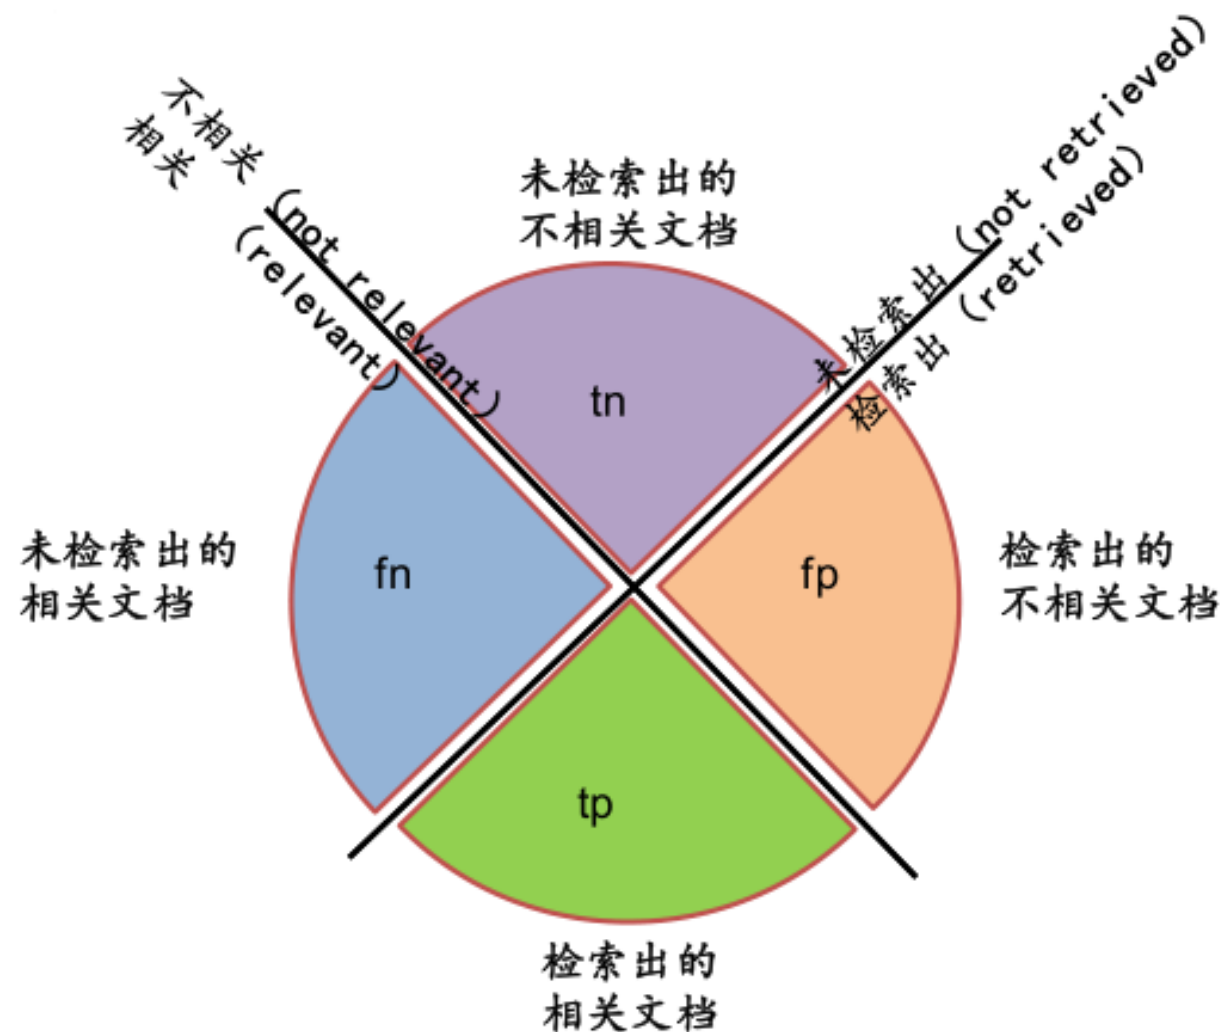 不相关（not relevant）
相关（relevant）
未检索出的
不相关文档
未检索出（not retrieved）
检索出（retrieved）
tn
未检索出的
相关文档
fn
fp
检索出的
不相关文档
tp
检索出的
相关文档